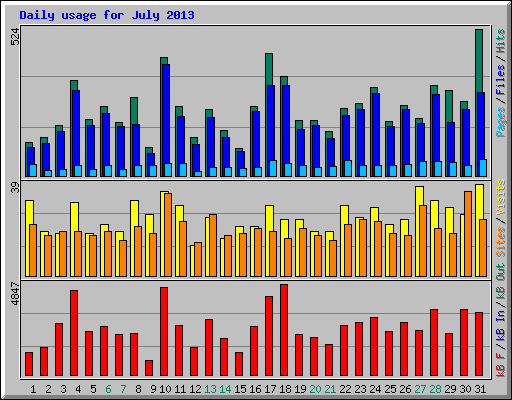 Daily usage for July 2013
524
Pages / Files / Hits
39
Sites / Visits
4847
kB F / kB In / kB Out
1 2 3 4 5 6 7 8 9 10 11 12 13 14 15 16 17 18 19 20 21 22 23 24 25 26 27 28 29 30 31